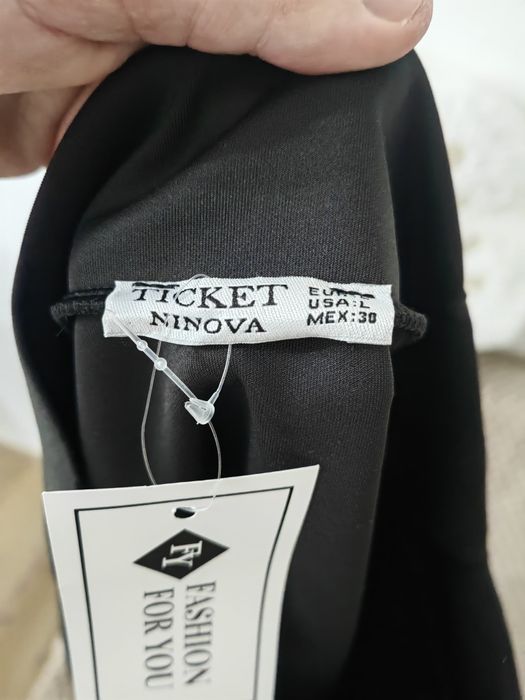 TICKET
NINOVA
USA:L
MEX:30
FY
FASHION
FOR YOU